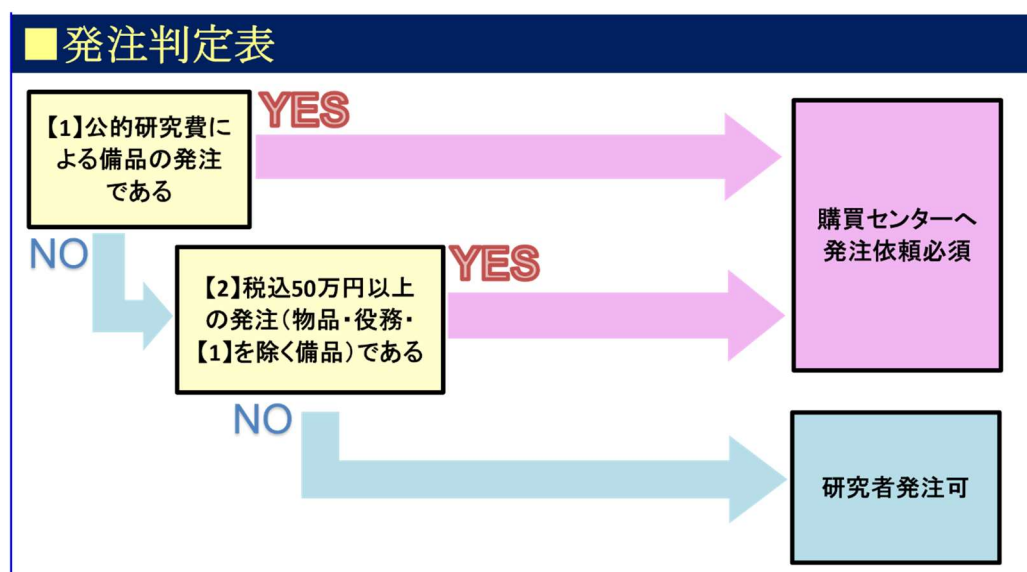 ■発注判定表
【1】公的研究費に
よる備品の発注
である
YES
購買センターへ
発注依頼必須
NO
【2】税込50万円以上
の発注(物品・役務・
【1】を除く備品)である
YES
NO
研究者発注可